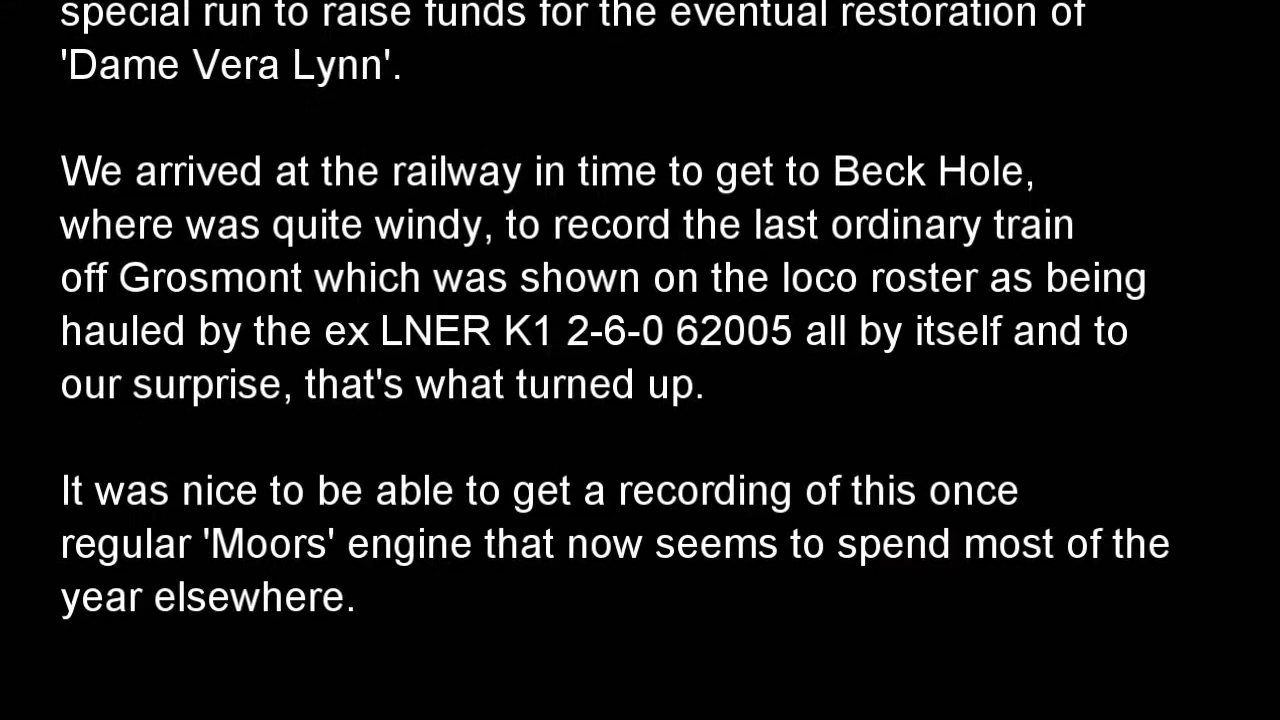 special run to raise funds for the eventual restoration of
'Dame Vera Lynn'.
We arrived at the railway in time to get to Beck Hole,
where was quite windy, to record the last ordinary train
off Grosmont which was shown on the loco roster as being
hauled by the ex LNER K1 2-6-0 62005 all by itself and to
our surprise, that's what turned up.
It was nice to be able to get a recording of this once
regular 'Moors' engine that now seems to spend most of the
year elsewhere.